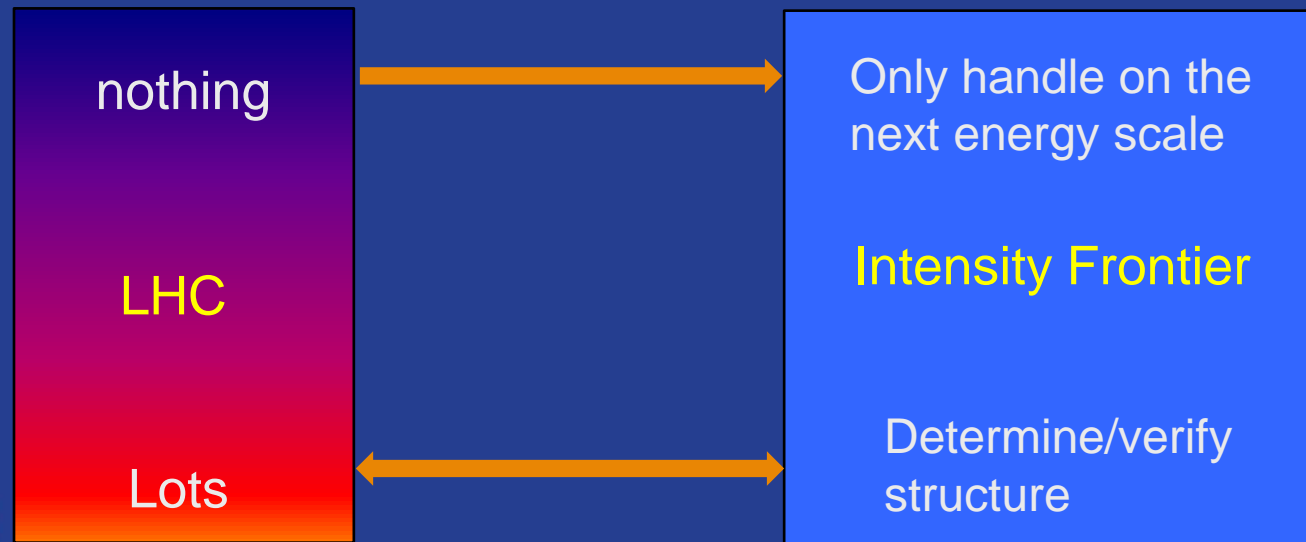 nothing
LHC
Lots
Only handle on the
next energy scale
Intensity Frontier
Determine/verify
structure